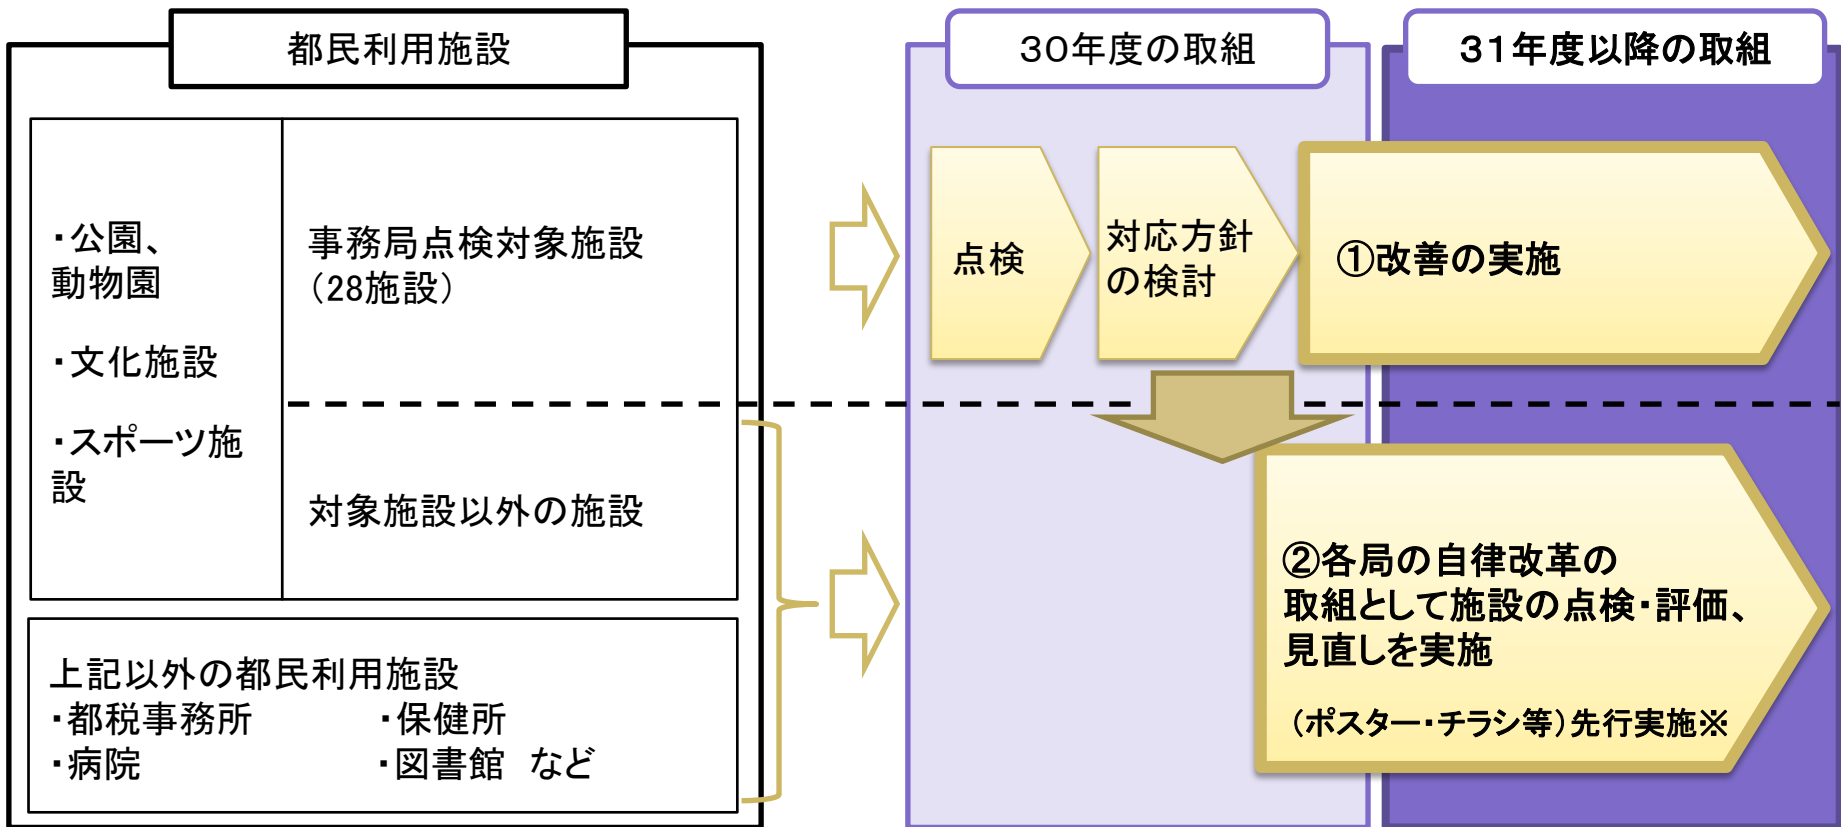 都民利用施設
30年度の取組
31年度以降の取組
・公園、
動物園
・文化施設
・スポーツ施
設
事務局点検対象施設
（28施設）
対象施設以外の施設
上記以外の都民利用施設
・都税事務所 ・保健所
・病院 ・図書館 など
点検
対応方針
の検討
①改善の実施
②各局の自律改革の
取組として施設の点検・評価、
見直しを実施
（ポスター・チラシ等）先行実施※